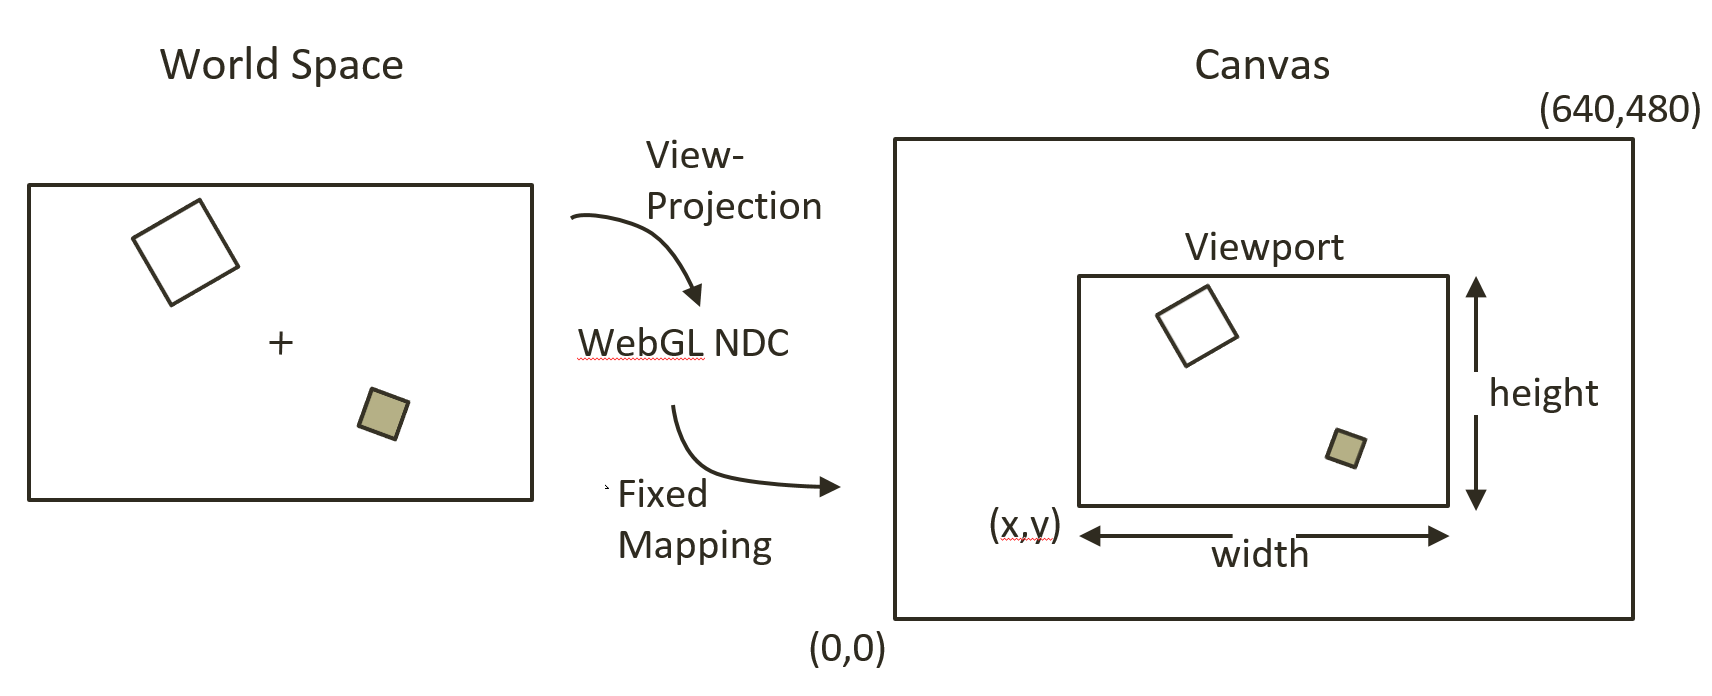 World Space
Canvas
(640,480)
View-
Projection
Viewport
+
WebGL NDC
height
Fixed
Mapping
(x,y)
width
(0,0)